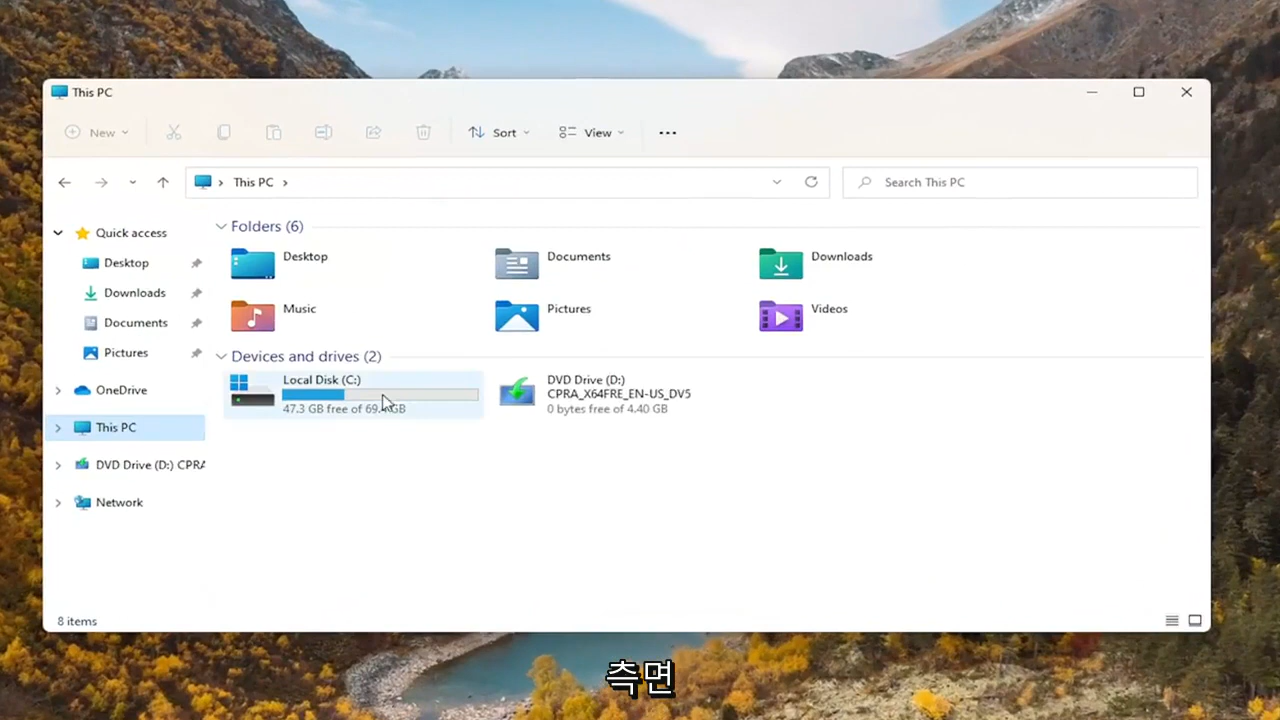 This PC
New
Sort
View
This PC
Search This PC
Quick access
Desktop
Downloads
Documents
Pictures
OneDrive
This PC
DVD Drive (D:) CPRA
Network
Folders (6)
Desktop
Documents
Downloads
Music
Pictures
Videos
Devices and drives (2)
Local Disk (C:)
47.3 GB free of GB
DVD Drive (D:)
CPRA_X64FRE_EN-US_DV5
0 bytes free of 4.40 GB
8 items
측면